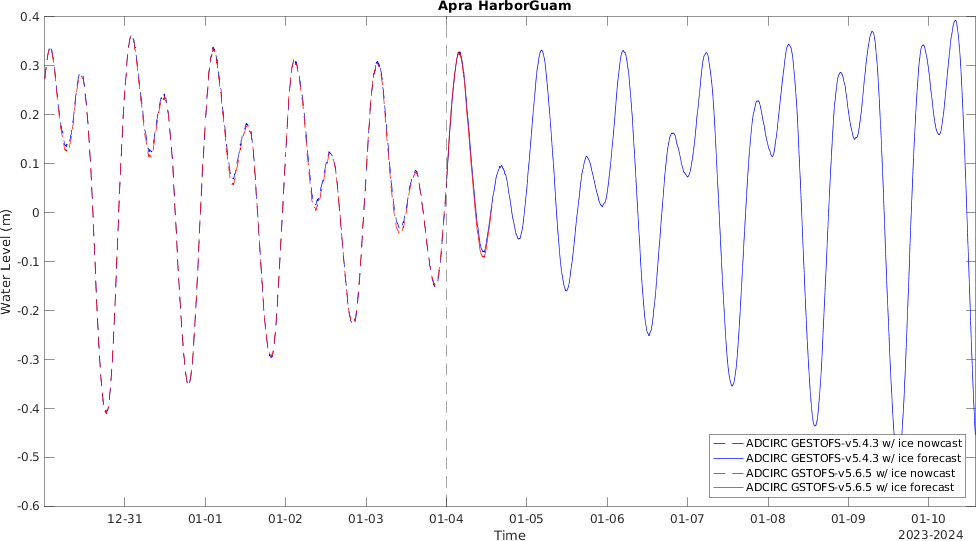 Apra HarborGuam
0.4
0.3
0.2
0.1
0
-0.1
-0.2
-0.3
-0.4
-0.5
-0.6
Water Level (m)
ADCIRC GESTOFS-v5.4.3 w/ ice nowcast
ADCIRC GESTOFS-v5.4.3 w/ ice forecast
ADCIRC GSTOFS-v5.6.5 w/ ice nowcast
ADCIRC GSTOFS-v5.6.5 w/ ice forecast
12-31 01-01 01-02 01-03 01-04 01-05 01-06 01-07 01-08 01-09 01-10
Time
2023-2024